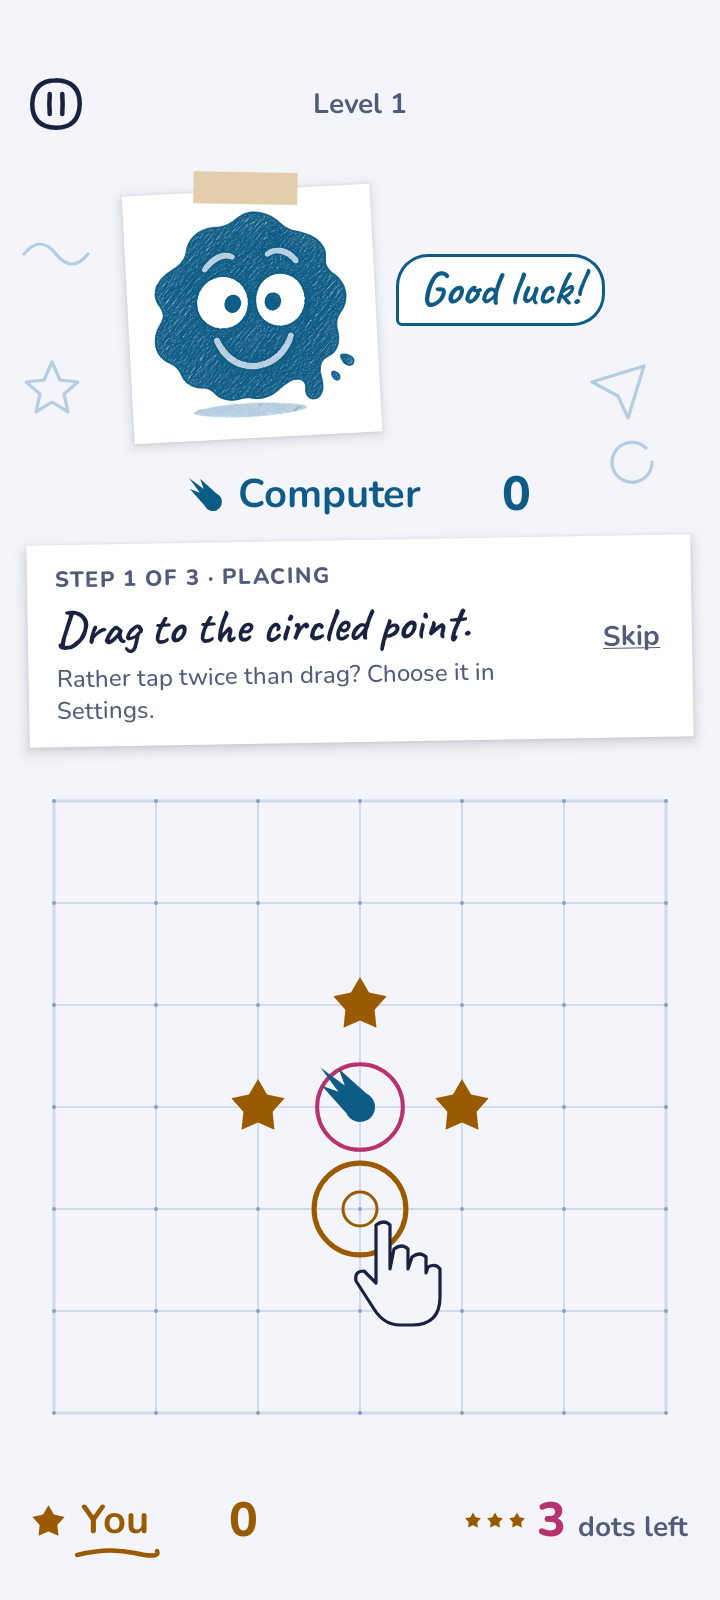 Level 1
Good luck!
Computer 0
STEP 1 OF 3 · PLACING
Drag to the circled point.
Skip
Rather tap twice than drag? Choose it in
Settings.
You 0 3 dots left